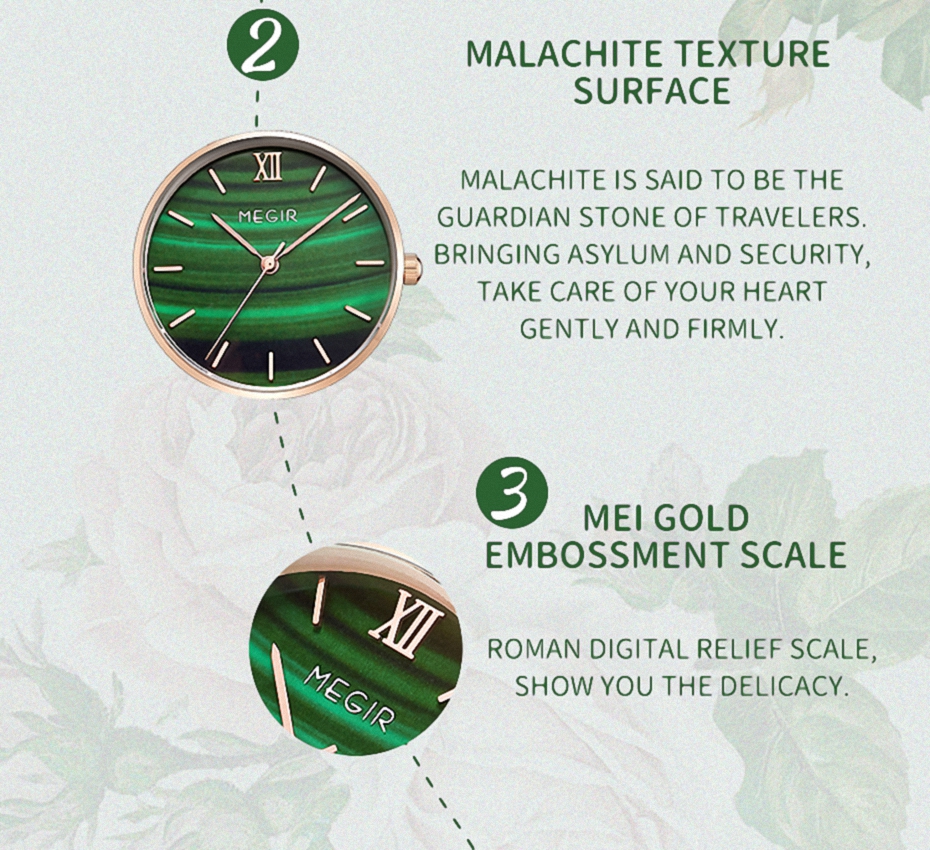 2
MALACHITE TEXTURE
SURFACE
XII
MEGIR
MALACHITE IS SAID TO BE THE
GUARDIAN STONE OF TRAVELERS.
BRINGING ASYLUM AND SECURITY,
TAKE CARE OF YOUR HEART
GENTLY AND FIRMLY.
3
MEI GOLD
EMBOSSMENT SCALE
XII
MEGIR
ROMAN DIGITAL RELIEF SCALE,
SHOW YOU THE DELICACY.